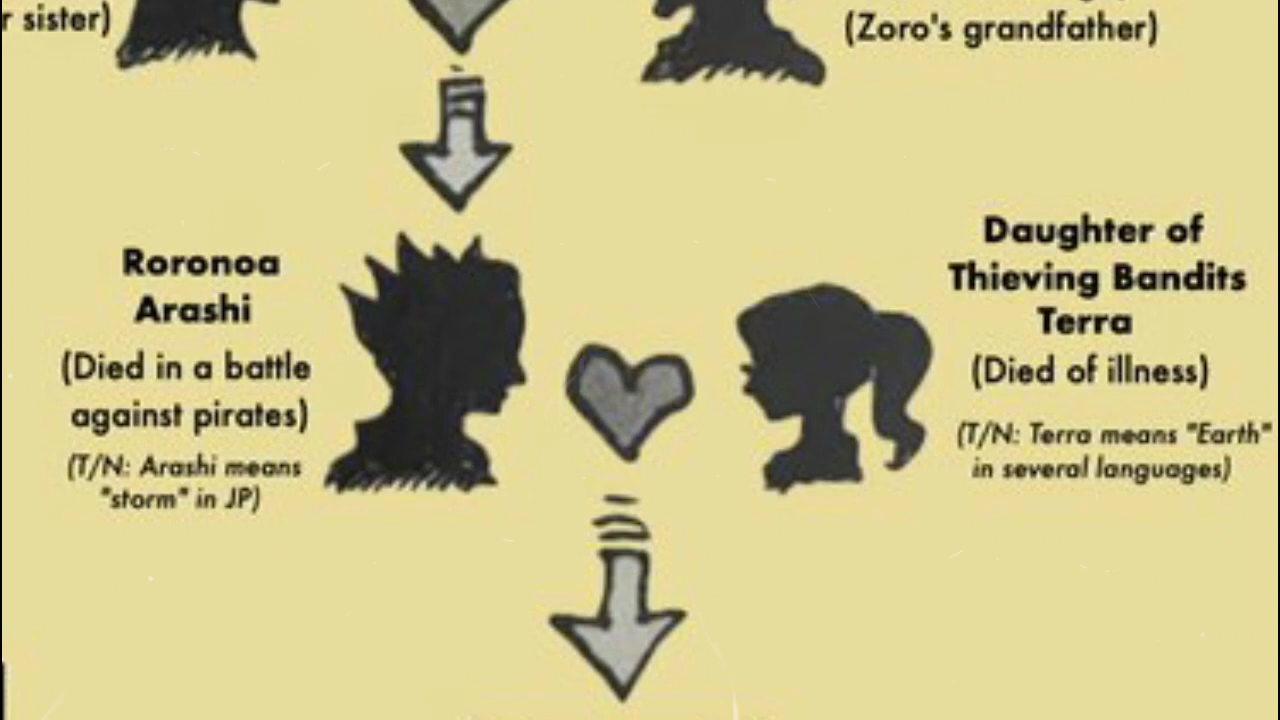 r sister)
(Zoro's grandfather)
Roronoa
Arashi
(Died in a battle
against pirates)
(T/N: Arashi means
"storm" in JP)
Daughter of
Thieving Bandits
Terra
(Died of illness)
(T/N: Terra means "Earth"
in several languages)